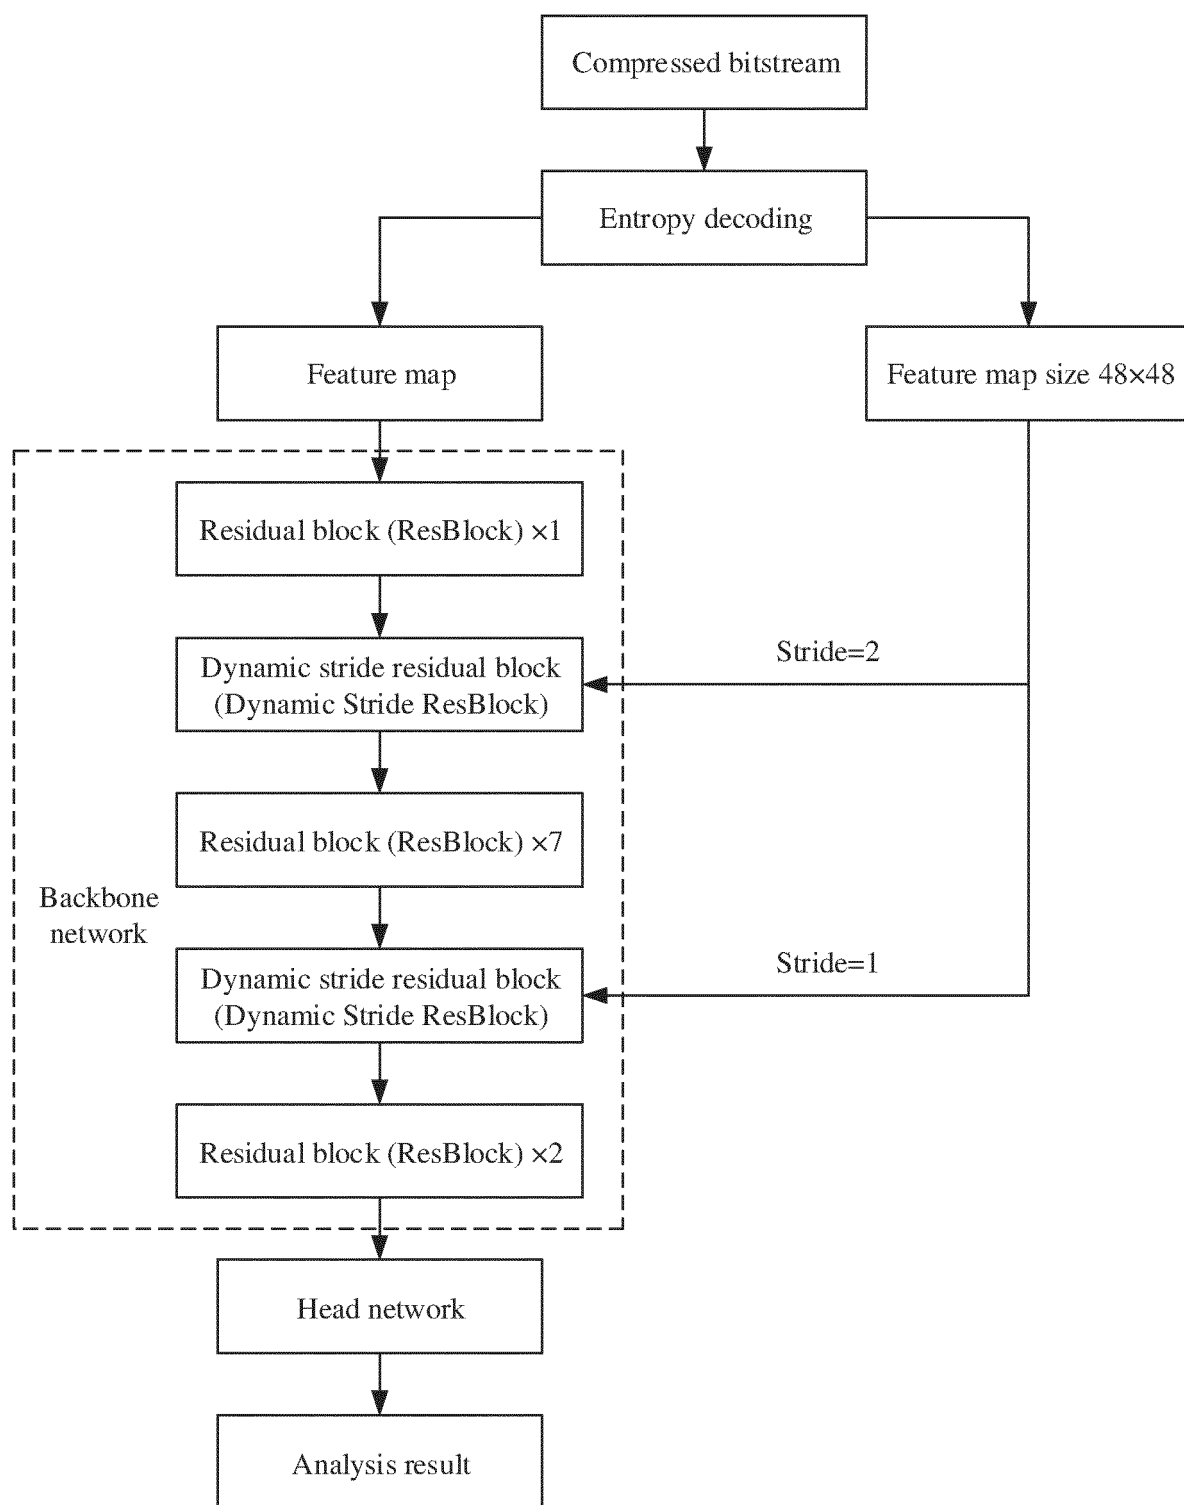 Compressed bitstream
Entropy decoding
Feature map
Feature map size 48×48
Residual block (ResBlock) ×1
Dynamic stride residual block
(Dynamic Stride ResBlock)
Stride=2
Residual block (ResBlock) ×7
Backbone
network
Dynamic stride residual block
(Dynamic Stride ResBlock)
Stride=1
Residual block (ResBlock) ×2
Head network
Analysis result